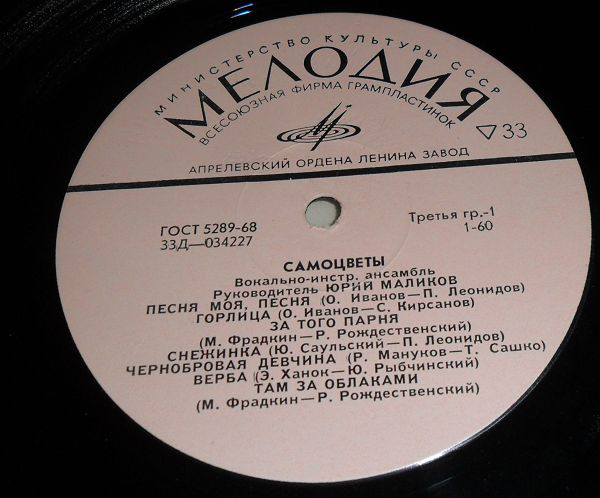 МИНИСТЕРСТВО КУЛЬТУРЫ СССР
МЕЛОДИЯ
ВСЕСОЮЗНАЯ ФИРМА ГРАМПЛАСТИНОК
33
АПРЕЛЕВСКИЙ ОРДЕНА ЛЕНИНА ЗАВОД
ГОСТ 5289-68
33Д—034227
Третья гр.-1
1-60
САМОЦВЕТЫ
Вокально-инстр. ансамбль
Руководитель ЮРИЙ МАЛИКОВ
ПЕСНЯ МОЯ, ПЕСНЯ (О. Иванов—П. Леонидов)
ГОРЛИЦА (О. Иванов—С. Кирсанов)
ЗА ТОГО ПАРНЯ
(М. Фрадкин—Р. Рождественский)
СНЕЖИНКА (Ю. Саульский—П. Леонидов)
ЧЕРНОБРОВАЯ ДЕВЧИНА (Р. Мануков—Т. Сашко)
ВЕРБА (Э. Ханок—Ю. Рыбчинский)
ТАМ ЗА ОБЛАКАМИ
(М. Фрадкин—Р. Рождественский)